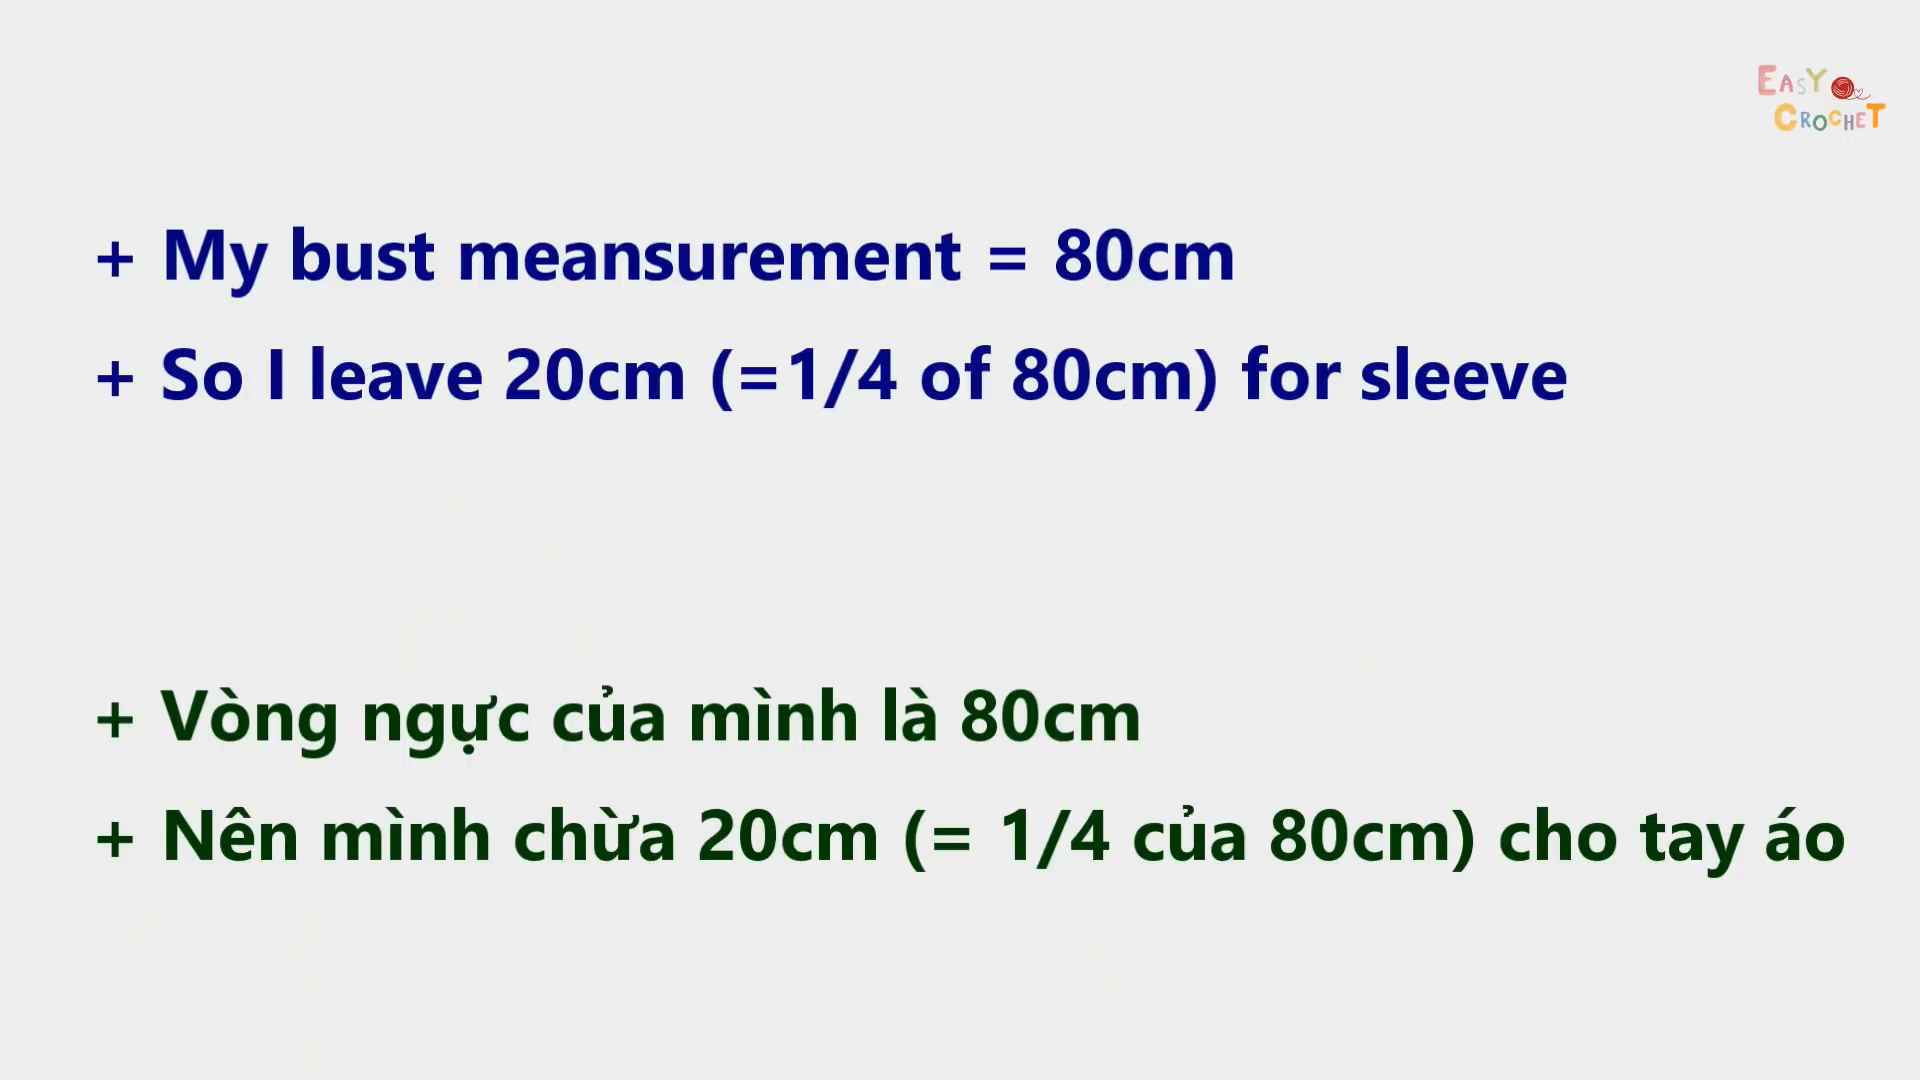 EASY
CROCHET
+ My bust meansurement = 80cm
+ So I leave 20cm (=1/4 of 80cm) for sleeve
+ Vòng ngực của mình là 80cm
+ Nên mình chừa 20cm (= 1/4 của 80cm) cho tay áo